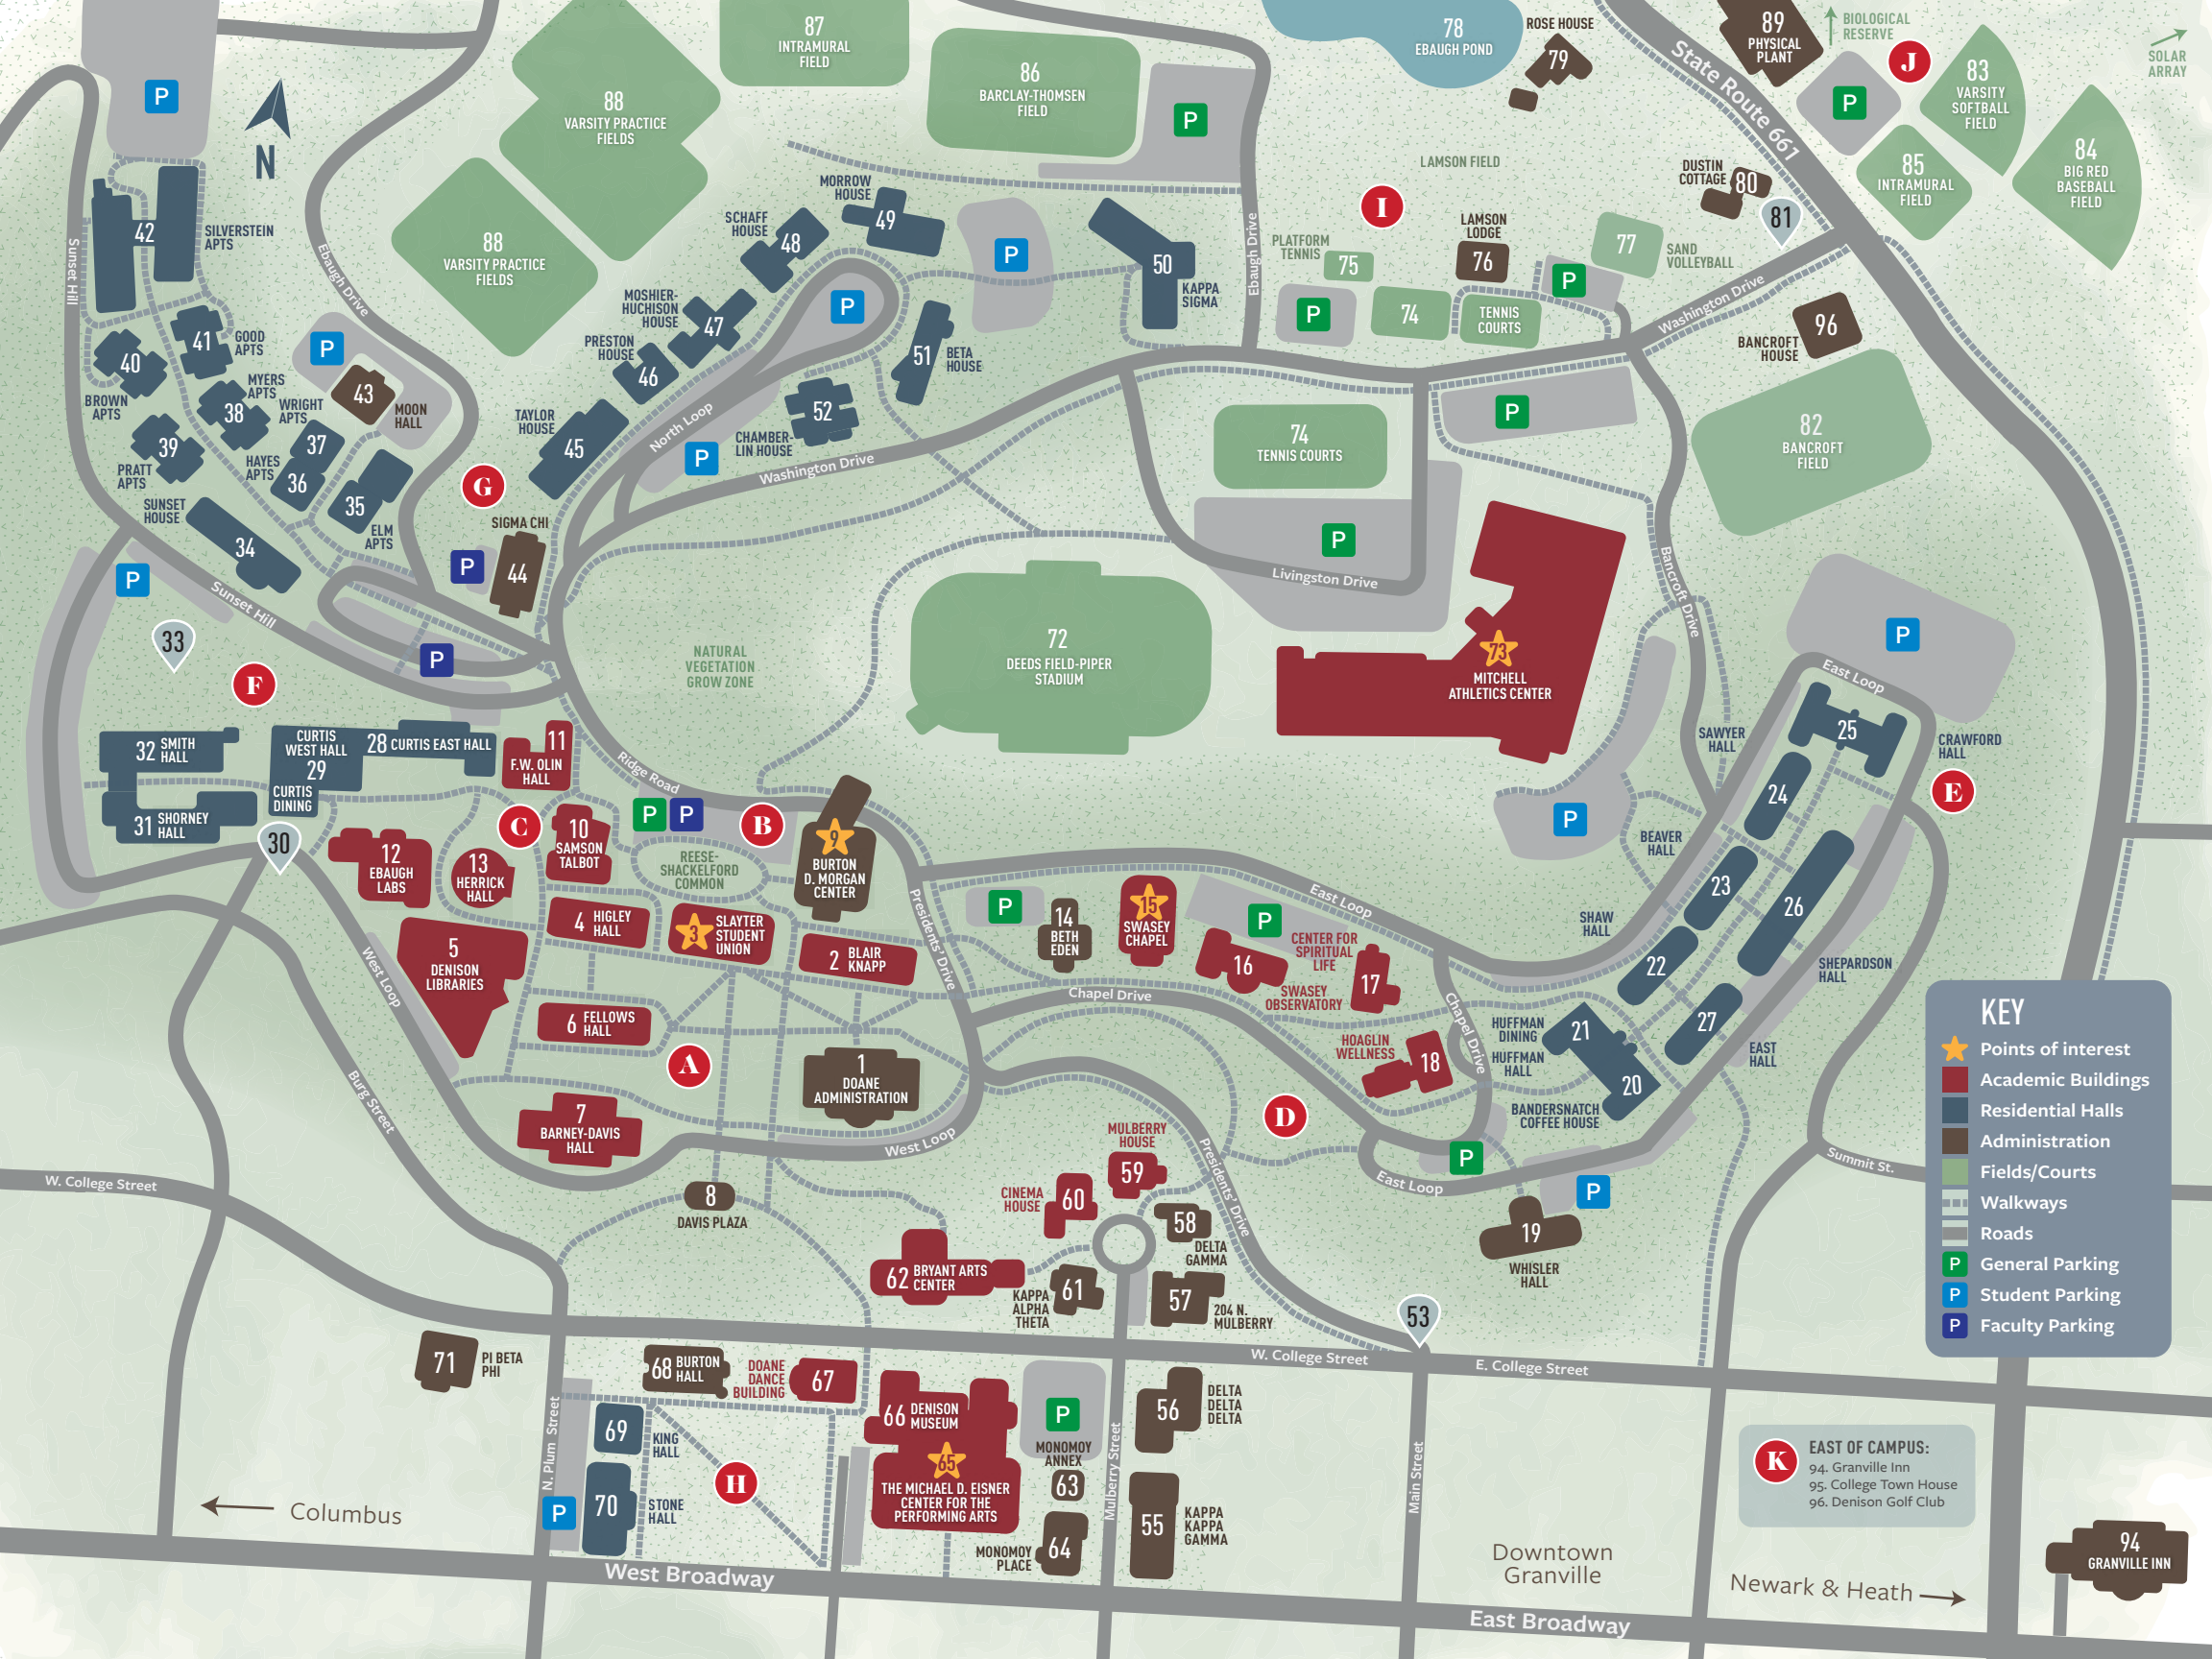 87
INTRAMURAL
FIELD
78
EBAUGH POND
ROSE HOUSE
79
89
PHYSICAL
PLANT
BIOLOGICAL
RESERVE
J
SOLAR
ARRAY
P
N
88
VARSITY PRACTICE
FIELDS
86
BARCLAY-THOMSEN
FIELD
P
State Route 661
P
83
VARSITY
SOFTBALL
FIELD
84
BIG RED
BASEBALL
FIELD
85
INTRAMURAL
FIELD
LAMSON FIELD
DUSTIN
COTTAGE
80
81
I
88
VARSITY PRACTICE
FIELDS
MORROW
HOUSE
49
SCHAFF
HOUSE
48
P
50
KAPPA
SIGMA
Ebaugh Drive
PLATFORM
TENNIS
75
LAMSON
LODGE
76
77
SAND
VOLLEYBALL
P
P
74
TENNIS
COURTS
Washington Drive
96
BANCROFT
HOUSE
Sunset Hill
42
SILVERSTEIN
APTS
Ebaugh Drive
41
GOOD
APTS
40
BROWN
APTS
P
43
MOON
HALL
MYERS
APTS
38
WRIGHT
APTS
37
39
PRATT
APTS
HAYES
APTS
36
35
ELM
APTS
SUNSET
HOUSE
34
MOSHIER-
HUCHISON
HOUSE
47
P
PRESTON
HOUSE
46
51
BETA
HOUSE
52
CHAMBER-
LIN HOUSE
TAYLOR
HOUSE
45
North Loop
P
Washington Drive
G
SIGMA CHI
P
44
P
74
TENNIS COURTS
82
BANCROFT
FIELD
P
Livingston Drive
Bancroft Drive
P
Sunset Hill
33
F
P
NATURAL
VEGETATION
GROW ZONE
72
DEEDS FIELD-PIPER
STADIUM
73
MITCHELL
ATHLETICS CENTER
P
East Loop
25
CRAWFORD
HALL
SAWYER
HALL
24
E
P
BEAVER
HALL
23
26
SHAW
HALL
22
SHEPARDSON
HALL
27
EAST
HALL
32 SMITH
HALL
CURTIS
WEST HALL
29
CURTIS
DINING
28 CURTIS EAST HALL
11
F.W. OLIN
HALL
31 SHORNEY
HALL
30
Ridge Road
P
P
B
C
10
SAMSON
TALBOT
12
EBAUGH
LABS
13
HERRICK
HALL
REESE-
SHACKELFORD
COMMON
9
BURTON
D. MORGAN
CENTER
4 HIGLEY
HALL
3 SLAYTER
STUDENT
UNION
2 BLAIR
KNAPP
5
DENISON
LIBRARIES
West Loop
6 FELLOWS
HALL
A
1
DOANE
ADMINISTRATION
7
BARNEY-DAVIS
HALL
West Loop
Presidents' Drive
P
14
BETH
EDEN
15
SWASEY
CHAPEL
P
East Loop
16
CENTER FOR
SPIRITUAL
LIFE
SWASEY
OBSERVATORY
17
Chapel Drive
Chapel Drive
HOAGLIN
WELLNESS
18
HUFFMAN
DINING
21
HUFFMAN
HALL
20
BANDERSNATCH
COFFEE HOUSE
D
P
East Loop
P
19
WHISLER
HALL
Summit St.
Burg Street
W. College Street
8
DAVIS PLAZA
MULBERRY
HOUSE
59
CINEMA
HOUSE
60
58
DELTA
GAMMA
Presidents' Drive
62 BRYANT ARTS
CENTER
KAPPA
ALPHA
THETA
61
57
204 N.
MULBERRY
53
W. College Street
E. College Street
71
PI BETA
PHI
68 BURTON
HALL
DOANE
DANCE
BUILDING
67
66 DENISON
MUSEUM
P
MONOMOY
ANNEX
63
56
DELTA
DELTA
DELTA
69
KING
HALL
N. Plum Street
H
65
THE MICHAEL D. EISNER
CENTER FOR THE
PERFORMING ARTS
P
70
STONE
HALL
MONOMOY
PLACE
64
Mulberry Street
55
KAPPA
KAPPA
GAMMA
Main Street
Columbus
West Broadway
East Broadway
Downtown
Granville
Newark & Heath
KEY
Points of interest
Academic Buildings
Residential Halls
Administration
Fields/Courts
Walkways
Roads
P General Parking
P Student Parking
P Faculty Parking
K
EAST OF CAMPUS:
94. Granville Inn
95. College Town House
96. Denison Golf Club
94
GRANVILLE INN